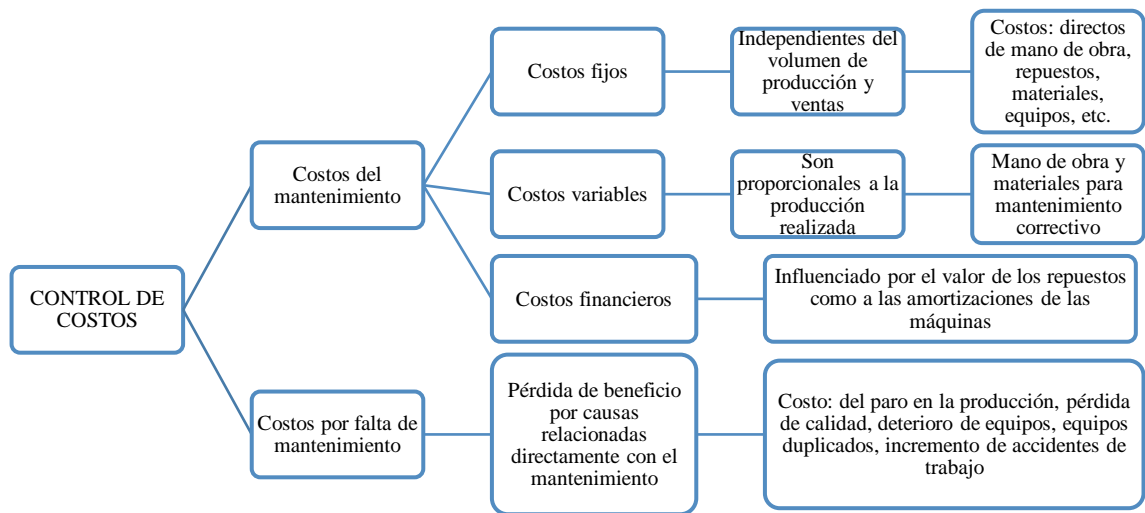 CONTROL DE
COSTOS
Costos del
mantenimiento
Costos fijos
Independientes del
volumen de
producción y
ventas
Costos: directos
de mano de obra,
repuestos,
materiales,
equipos, etc.
Costos variables
Son
proporcionales a la
producción
realizada
Mano de obra y
materiales para
mantenimiento
correctivo
Costos financieros
Influenciado por el valor de los repuestos
como a las amortizaciones de las
máquinas
Costos por falta de
mantenimiento
Pérdida de beneficio
por causas
relacionadas
directamente con el
mantenimiento
Costo: del paro en la producción, pérdida
de calidad, deterioro de equipos, equipos
duplicados, incremento de accidentes de
trabajo